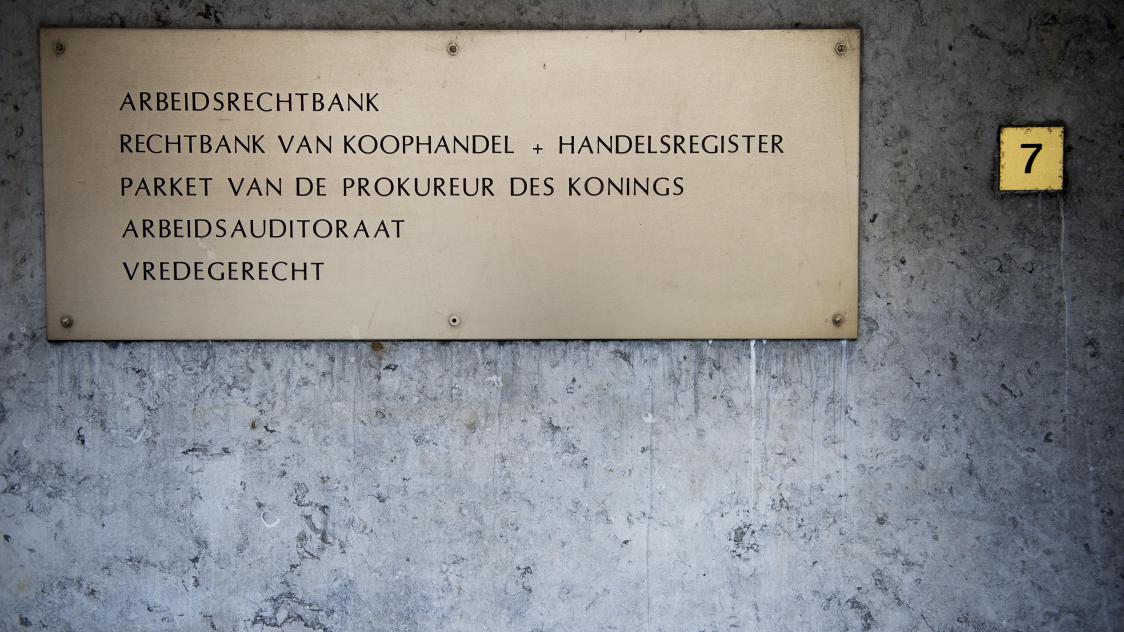 ARBEIDSRECHTBANK
RECHTBANK VAN KOOPHANDEL + HANDELSREGISTER
PARKET VAN DE PROKUREUR DES KONINGS
ARBEIDSAUDITORAAT
VREDEGERECHT
7